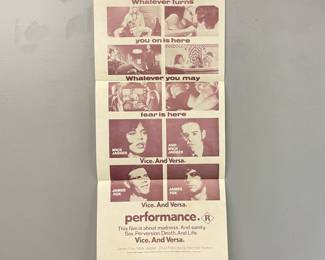 Whatever turns
you on is here
Whatever you may
fear is here
MICK JAGGER
AND MICK JAGGER
Vice. And Versa.
JAMES FOX
JAMES FOX
Vice. And Versa.
performance. R
This film is about madness. And sanity.
Sex. Perversion. Death. And Life.
Vice. And Versa.